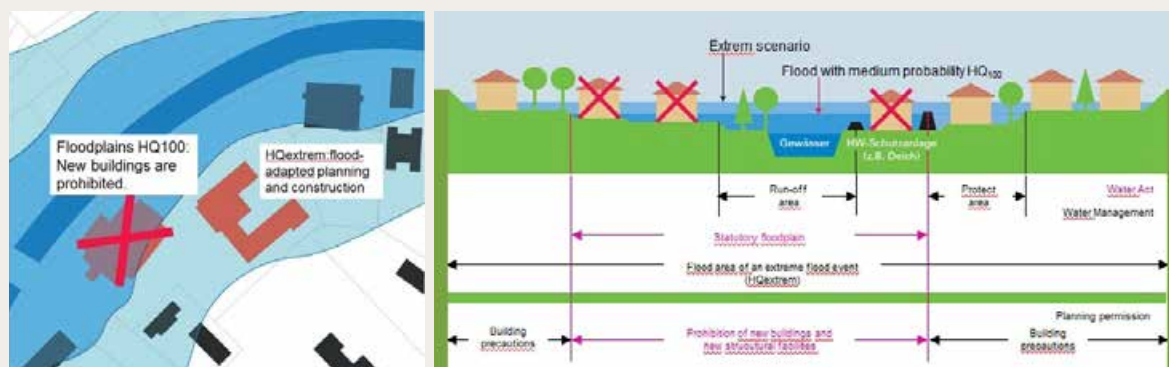 Floodplains HQ100:
New buildings are
prohibited.
HQextrem:flood-
adapted planning
and construction
Extrem scenario
Flood with medium probability HQ100
Gewässer
HW-Schutzanlage
(z.B. Deich)
Run-off
area
Protect
area
Water Act
Water Management
Statutory floodplain
Flood area of an extreme flood event
(HQextrem)
Planning permission
Building
precautions
Prohibition of new buildings and
new strucutural facilites
Building
precautions